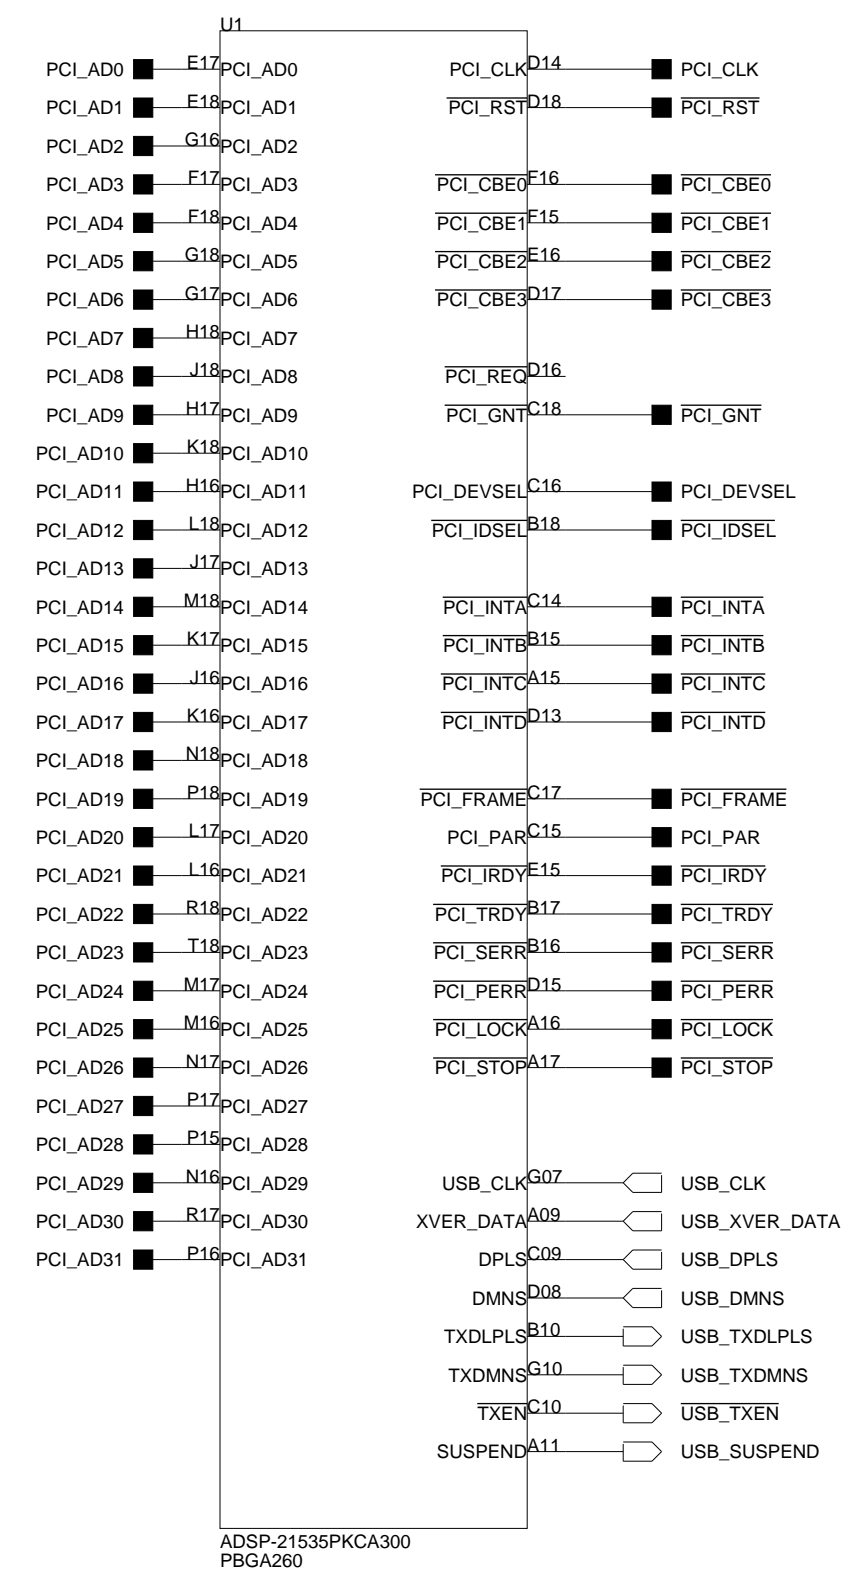 U1
PCI_AD0 E17 PCI_AD0 PCI_CLK D14 PCI_CLK
PCI_AD1 E18 PCI_AD1 PCI_RST D18 PCI_RST
PCI_AD2 G16 PCI_AD2
PCI_AD3 F17 PCI_AD3 PCI_CBE0 F16 PCI_CBE0
PCI_AD4 F18 PCI_AD4 PCI_CBE1 F15 PCI_CBE1
PCI_AD5 G18 PCI_AD5 PCI_CBE2 E16 PCI_CBE2
PCI_AD6 G17 PCI_AD6 PCI_CBE3 D17 PCI_CBE3
PCI_AD7 H18 PCI_AD7
PCI_AD8 J18 PCI_AD8 PCI_REQ D16
PCI_AD9 H17 PCI_AD9 PCI_GNT C18 PCI_GNT
PCI_AD10 K18 PCI_AD10
PCI_AD11 H16 PCI_AD11 PCI_DEVSEL C16 PCI_DEVSEL
PCI_AD12 L18 PCI_AD12 PCI_IDSEL B18 PCI_IDSEL
PCI_AD13 J17 PCI_AD13
PCI_AD14 M18 PCI_AD14 PCI_INTA C14 PCI_INTA
PCI_AD15 K17 PCI_AD15 PCI_INTB B15 PCI_INTB
PCI_AD16 J16 PCI_AD16 PCI_INTC A15 PCI_INTC
PCI_AD17 K16 PCI_AD17 PCI_INTD D13 PCI_INTD
PCI_AD18 N18 PCI_AD18
PCI_AD19 P18 PCI_AD19 PCI_FRAME C17 PCI_FRAME
PCI_AD20 L17 PCI_AD20 PCI_PAR C15 PCI_PAR
PCI_AD21 L16 PCI_AD21 PCI_IRDY E15 PCI_IRDY
PCI_AD22 R18 PCI_AD22 PCI_TRDY B17 PCI_TRDY
PCI_AD23 T18 PCI_AD23 PCI_SERR B16 PCI_SERR
PCI_AD24 M17 PCI_AD24 PCI_PERR D15 PCI_PERR
PCI_AD25 M16 PCI_AD25 PCI_LOCK A16 PCI_LOCK
PCI_AD26 N17 PCI_AD26 PCI_STOP A17 PCI_STOP
PCI_AD27 P17 PCI_AD27
PCI_AD28 P15 PCI_AD28
PCI_AD29 N16 PCI_AD29 USB_CLK G07 USB_CLK
PCI_AD30 R17 PCI_AD30 XVER_DATA A09 USB_XVER_DATA
PCI_AD31 P16 PCI_AD31 DPLS C09 USB_DPLS
DMNS D08 USB_DMNS
TXDLPLS B10 USB_TXDLPLS
TXDMNS G10 USB_TXDMNS
TXEN C10 USB_TXEN
SUSPEND A11 USB_SUSPEND
ADSP-21535PKCA300
PBGA260